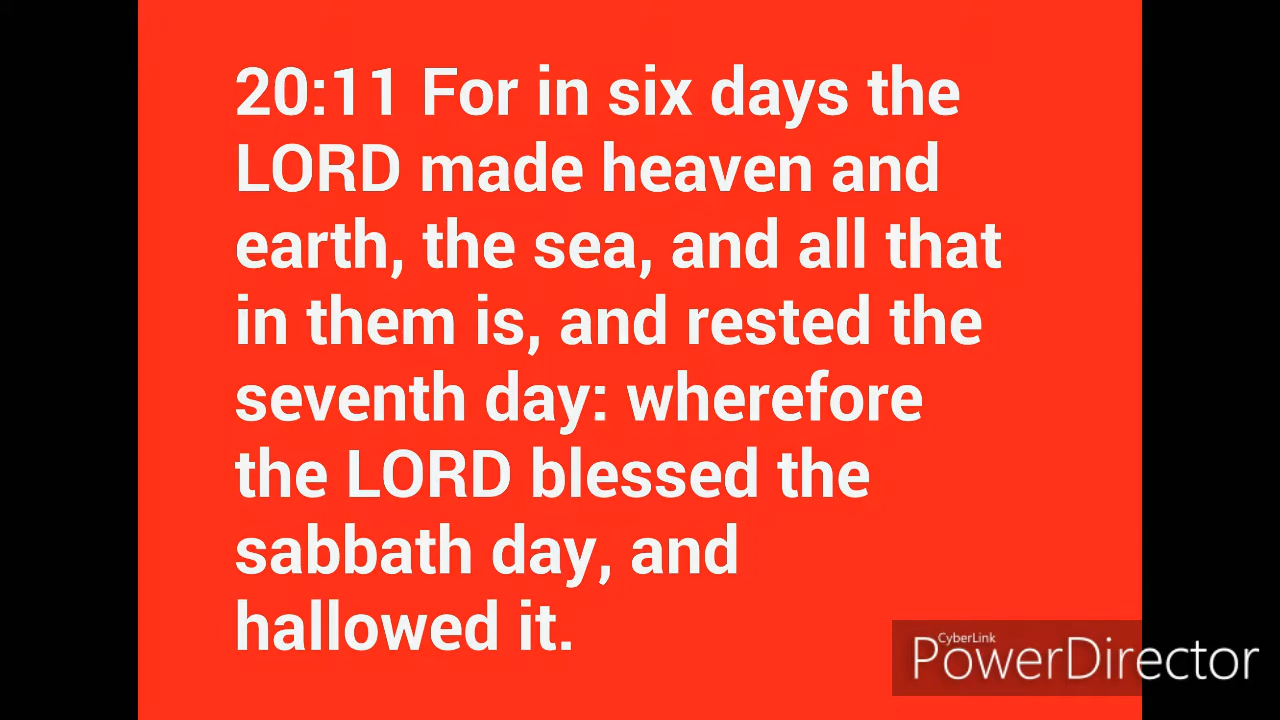 20:11 For in six days the
LORD made heaven and
earth, the sea, and all that
in them is, and rested the
seventh day: wherefore
the LORD blessed the
sabbath day, and
hallowed it.
CyberLink
PowerDirector